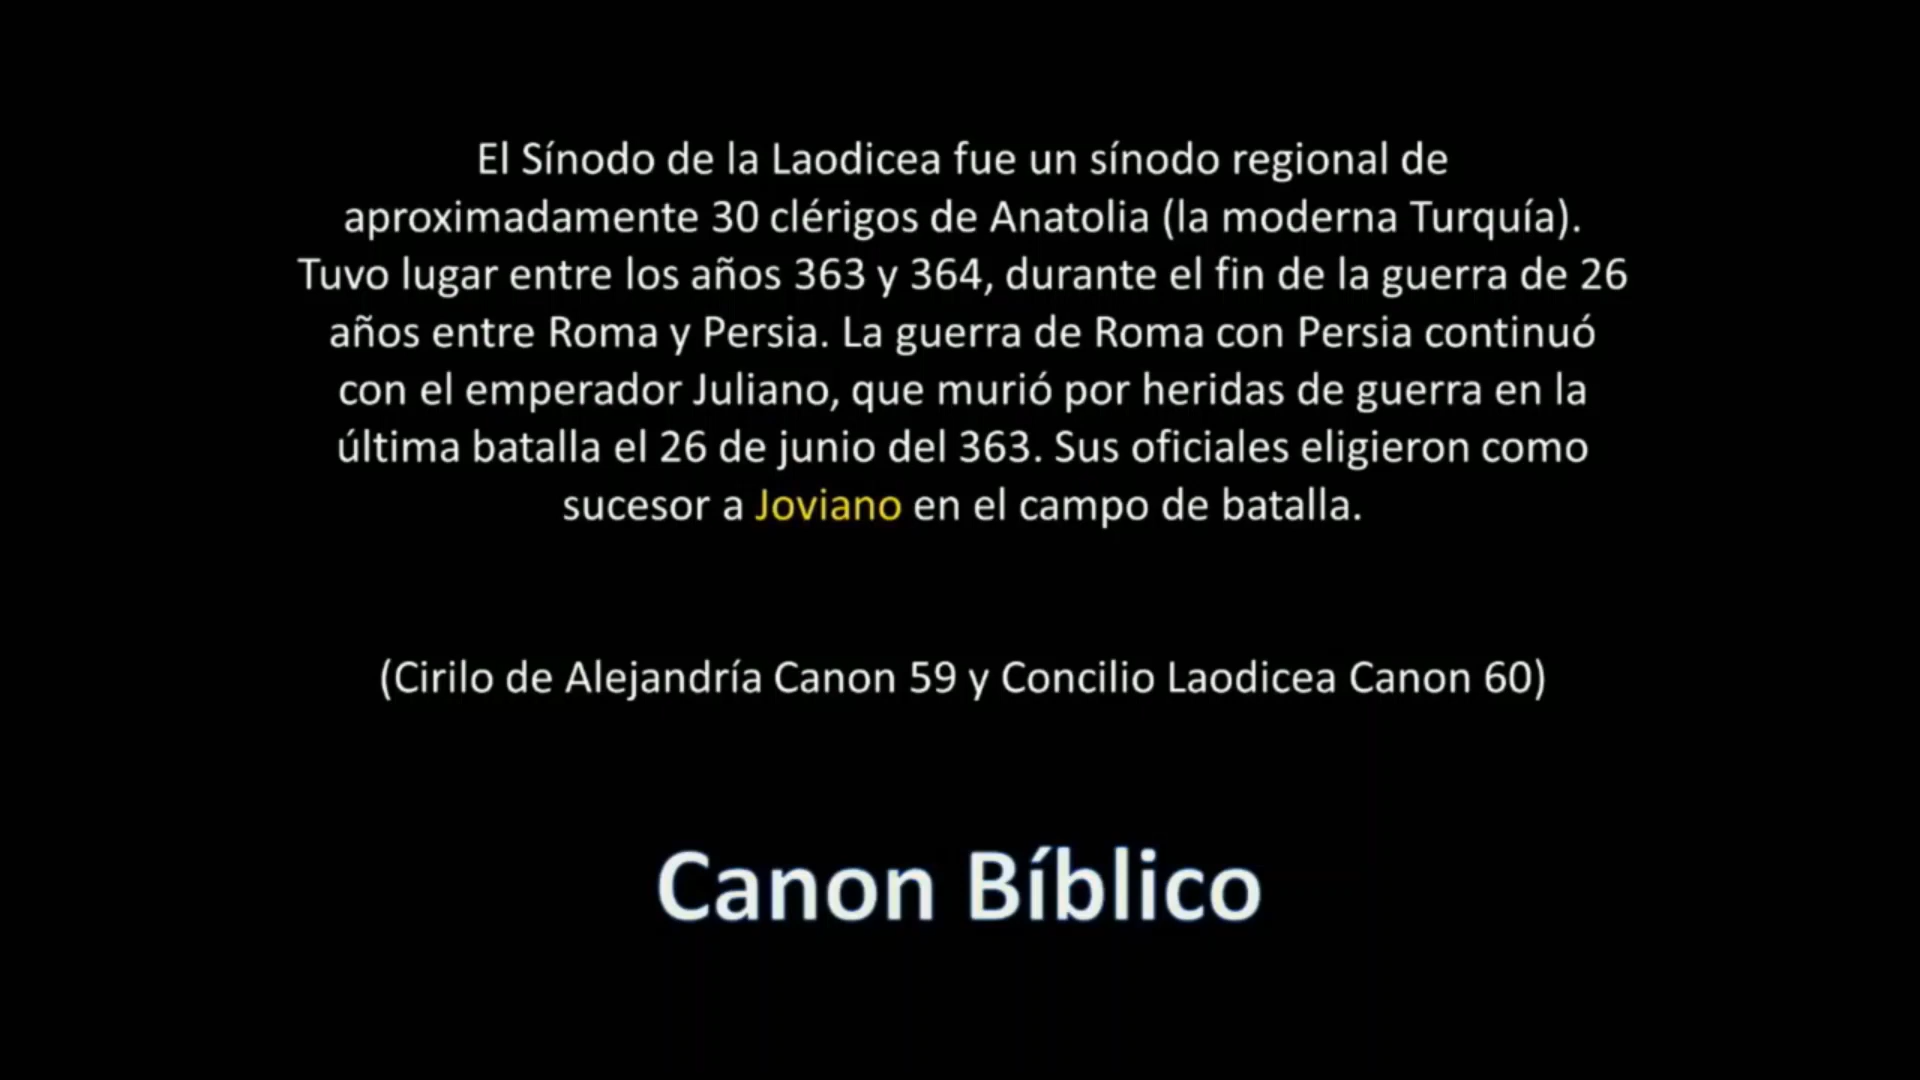 El Sínodo de la Laodicea fue un sínodo regional de
aproximadamente 30 clérigos de Anatolia (la moderna Turquía).
Tuvo lugar entre los años 363 y 364, durante el fin de la guerra de 26
años entre Roma y Persia. La guerra de Roma con Persia continuó
con el emperador Juliano, que murió por heridas de guerra en la
última batalla el 26 de junio del 363. Sus oficiales eligieron como
sucesor a Joviano en el campo de batalla.
(Cirilo de Alejandría Canon 59 y Concilio Laodicea Canon 60)
Canon Bíblico